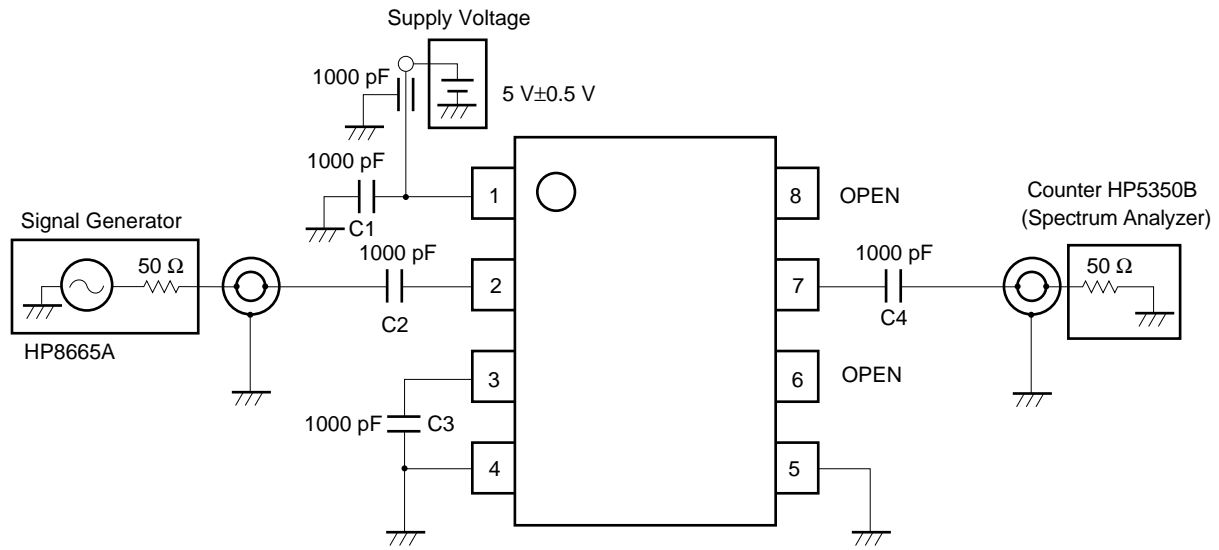 Supply Voltage
1000 pF
5 V±0.5 V
1000 pF
C1
1
8
OPEN
Counter HP5350B
(Spectrum Analyzer)
Signal Generator
50 Ω
HP8665A
1000 pF
C2
2
7
1000 pF
C4
50 Ω
3
6
OPEN
1000 pF
C3
4
5